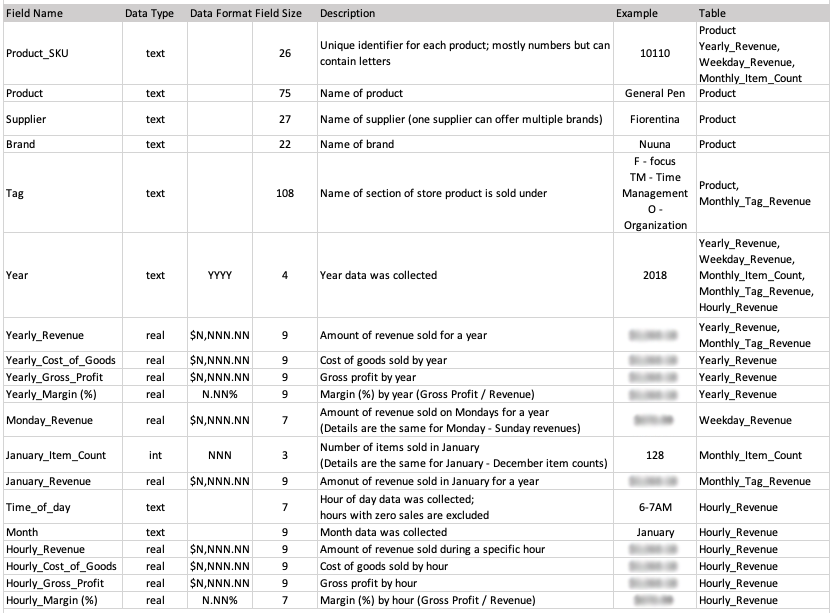 Field Name Data Type Data Format Field Size Description Example Table
Product_SKU text 26 Unique identifier for each product; mostly numbers but can
contain letters
10110
Product
Yearly_Revenue,
Weekday_Revenue,
Monthly_Item_Count
Product text 75 Name of product General Pen Product
Supplier text 27 Name of supplier (one supplier can offer multiple brands) Fiorentina Product
Brand text 22 Name of brand Nuuna Product
Tag text 108 Name of section of store product is sold under
F - focus
TM - Time
Management
O -
Organization
Product,
Monthly_Tag_Revenue
Year text YYYY 4 Year data was collected 2018
Yearly_Revenue,
Weekday_Revenue,
Monthly_Item_Count,
Monthly_Tag_Revenue,
Hourly_Revenue
Yearly_Revenue real $N,NNN.NN 9 Amount of revenue sold for a year
Yearly_Revenue,
Monthly_Tag_Revenue
Yearly_Cost_of_Goods real $N,NNN.NN 9 Cost of goods sold by year Yearly_Revenue
Yearly_Gross_Profit real $N,NNN.NN 9 Gross profit by year Yearly_Revenue
Yearly_Margin (%) real N.NN% 9 Margin (%) by year (Gross Profit / Revenue) Yearly_Revenue
Monday_Revenue real $N,NNN.NN 7 Amount of revenue sold on Mondays for a year
(Details are the same for Monday - Sunday revenues)
Weekday_Revenue
January_Item_Count int NNN 3 Number of items sold in January
(Details are the same for January - December item counts)
128 Monthly_Item_Count
January_Revenue real $N,NNN.NN 9 Amonut of revenue sold in January for a year Monthly_Tag_Revenue
Time_of_day text 7 Hour of day data was collected;
hours with zero sales are excluded
6-7AM Hourly_Revenue
Month text 9 Month data was collected January Hourly_Revenue
Hourly_Revenue real $N,NNN.NN 9 Amount of revenue sold during a specific hour Hourly_Revenue
Hourly_Cost_of_Goods real $N,NNN.NN 9 Cost of goods sold by hour Hourly_Revenue
Hourly_Gross_Profit real $N,NNN.NN 9 Gross profit by hour Hourly_Revenue
Hourly_Margin (%) real N.NN% 7 Margin (%) by hour (Gross Profit / Revenue) Hourly_Revenue